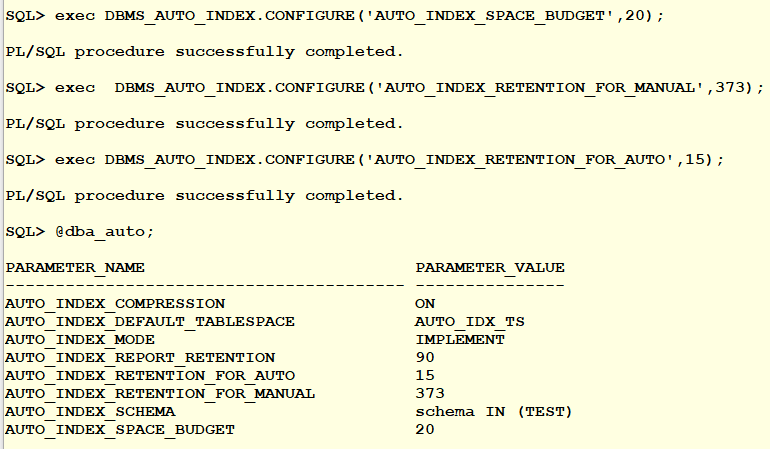 SQL> exec DBMS_AUTO_INDEX.CONFIGURE('AUTO_INDEX_SPACE_BUDGET',20);
PL/SQL procedure successfully completed.
SQL> exec  DBMS_AUTO_INDEX.CONFIGURE('AUTO_INDEX_RETENTION_FOR_MANUAL',373);
PL/SQL procedure successfully completed.
SQL> exec DBMS_AUTO_INDEX.CONFIGURE('AUTO_INDEX_RETENTION_FOR_AUTO',15);
PL/SQL procedure successfully completed.
SQL> @dba_auto;
PARAMETER_NAME                           PARAMETER_VALUE
---------------------------------------- ---------------
AUTO_INDEX_COMPRESSION                   ON
AUTO_INDEX_DEFAULT_TABLESPACE            AUTO_IDX_TS
AUTO_INDEX_MODE                          IMPLEMENT
AUTO_INDEX_REPORT_RETENTION              90
AUTO_INDEX_RETENTION_FOR_AUTO            15
AUTO_INDEX_RETENTION_FOR_MANUAL          373
AUTO_INDEX_SCHEMA                        schema IN (TEST)
AUTO_INDEX_SPACE_BUDGET                  20